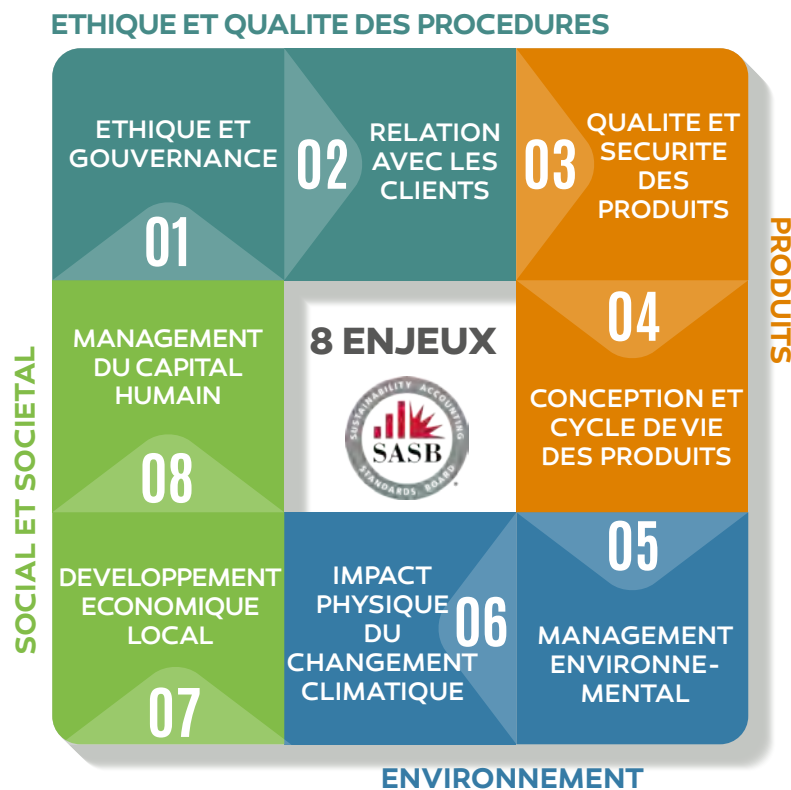 ETHIQUE ET QUALITE DES PROCEDURES
ETHIQUE ET
GOUVERNANCE
01
02
RELATION
AVEC LES
CLIENTS
03
QUALITE ET
SECURITE
DES
PRODUITS
PRODUITS
04
CONCEPTION ET
CYCLE DE VIE
DES PRODUITS
8 ENJEUX
SUSTAINABILITY ACCOUNTING
SASB
STANDARDS BOARD
MANAGEMENT
DU CAPITAL
HUMAIN
08
SOCIAL ET SOCIETAL
DEVELOPPEMENT
ECONOMIQUE
LOCAL
07
IMPACT
PHYSIQUE
DU
CHANGEMENT
CLIMATIQUE
06
05
MANAGEMENT
ENVIRONNE-
MENTAL
ENVIRONNEMENT